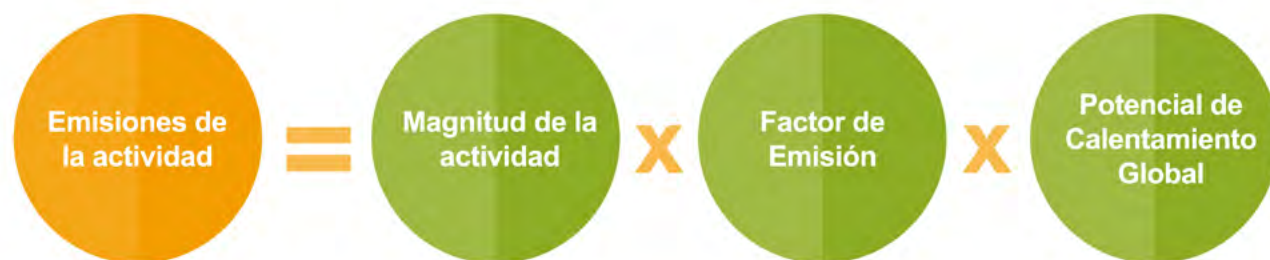 Emisiones de
la actividad
=
Magnitud de la
actividad
x
Factor de
Emisión
x
Potencial de
Calentamiento
Global